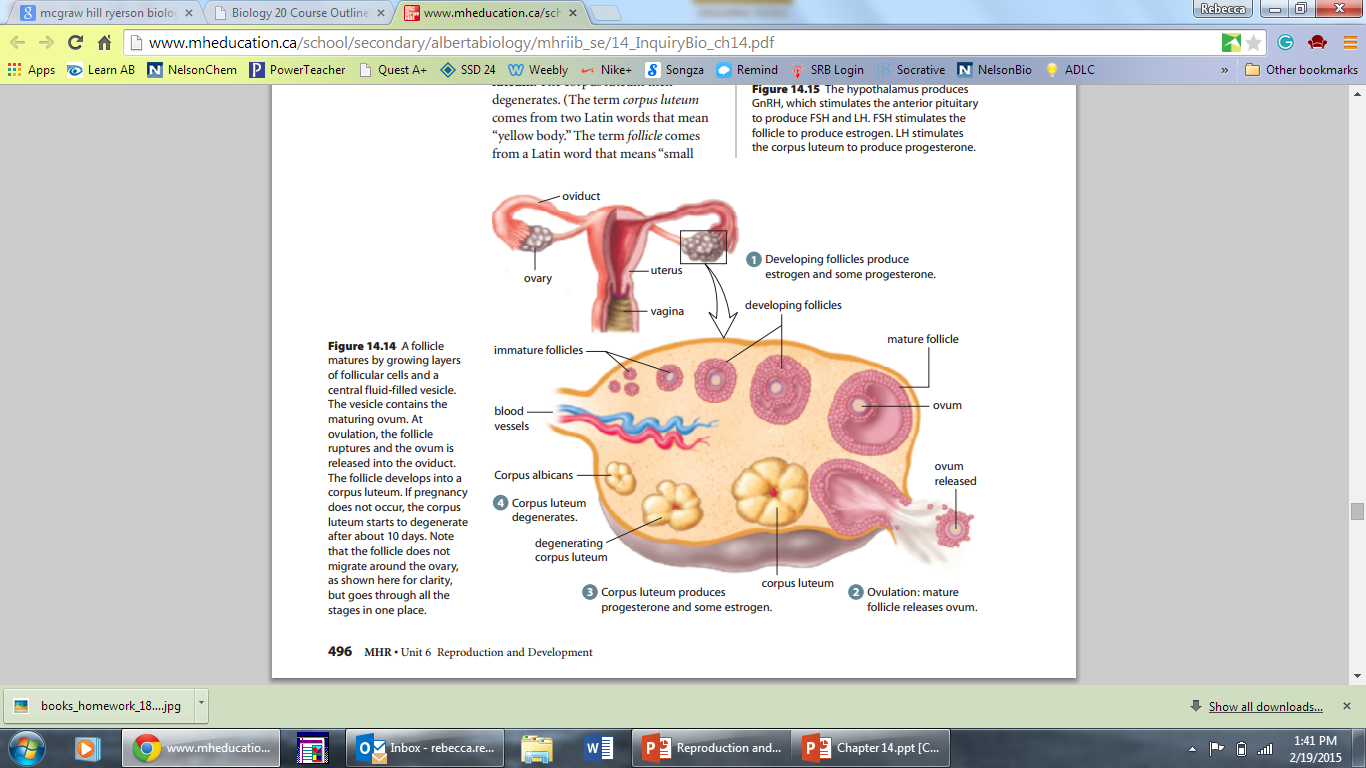 mcgraw hill ryerson biolog
Biology 20 Course Outline
www.mheducation.ca/sch
Rebecca
www.mheducation.ca/school/secondary/albertabiology/mhriib_se/14_InquiryBio_ch14.pdf
Apps
Learn AB
NelsonChem
PowerTeacher
Quest A+
SSD 24
Weebly
Nike+
Songza
Remind
SRB Login
Socrative
NelsonBio
ADLC
»
Other bookmarks
degenerates. (The term corpus luteum
comes from two Latin words that mean
“yellow body.” The term follicle comes
from a Latin word that means “small
Figure 14.15 The hypothalamus produces
GnRH, which stimulates the anterior pituitary
to produce FSH and LH. FSH stimulates the
follicle to produce estrogen. LH stimulates
the corpus luteum to produce progesterone.
oviduct
ovary
uterus
vagina
1 Developing follicles produce
estrogen and some progesterone.
developing follicles
mature follicle
immature follicles
ovum
blood
vessels
Corpus albicans
ovum
released
4 Corpus luteum
degenerates.
degenerating
corpus luteum
corpus luteum
3 Corpus luteum produces
progesterone and some estrogen.
2 Ovulation: mature
follicle releases ovum.
Figure 14.14 A follicle
matures by growing layers
of follicular cells and a
central fluid-filled vesicle.
The vesicle contains the
maturing ovum. At
ovulation, the follicle
ruptures and the ovum is
released into the oviduct.
The follicle develops into a
corpus luteum. If pregnancy
does not occur, the corpus
luteum starts to degenerate
after about 10 days. Note
that the follicle does not
migrate around the ovary,
as shown here for clarity,
but goes through all the
stages in one place.
496 MHR • Unit 6 Reproduction and Development
books_homework_18....jpg
Show all downloads...
www.mheducatio...
Inbox - rebecca.re...
Reproduction and...
Chapter 14.ppt [C...
1:41 PM
2/19/2015